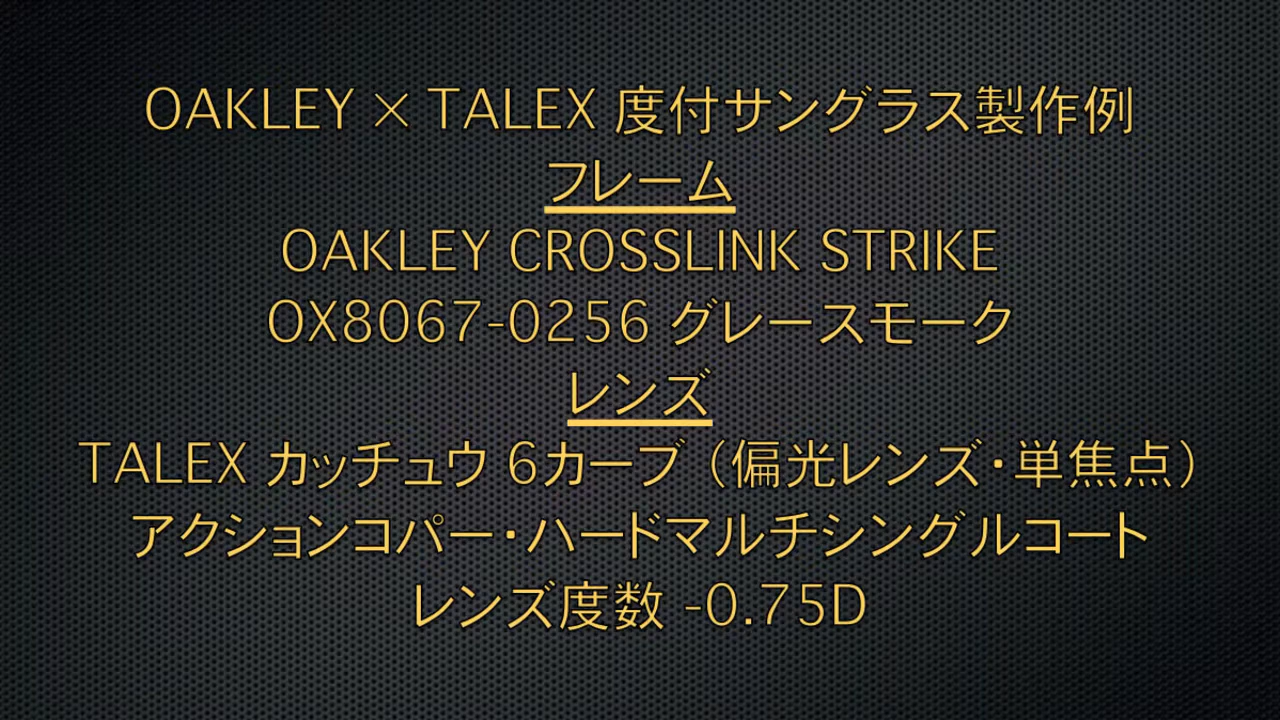 OAKLEY × TALEX 度付サングラス製作例
フレーム
OAKLEY CROSSLINK STRIKE
OX8067-0256 グレースモーク
レンズ
TALEX カッチュウ 6カーブ（偏光レンズ・単焦点）
アクションコパー・ハードマルチシングルコート
レンズ度数 -0.75D